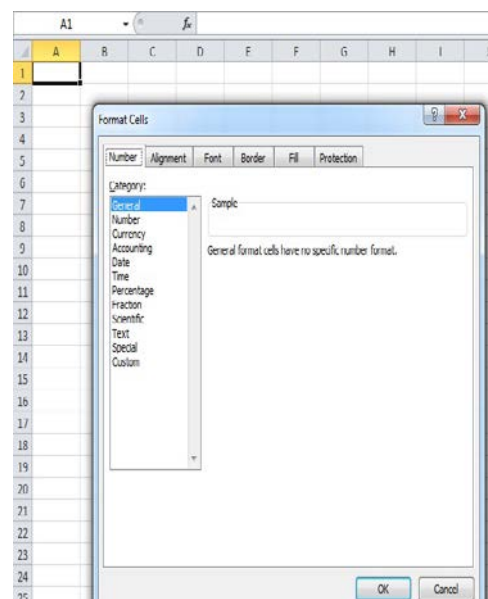 A1 fx
A B C D E F G H I
1
2
3
4
5
6
7
8
9
10
11
12
13
14
15
16
17
18
19
20
21
22
23
24
25
Format Cells ? X
Number Alignment Font Border Fill Protection
Category:
General
Number
Currency
Accounting
Date
Time
Percentage
Fraction
Scientific
Text
Special
Custom
Sample
General format cells have no specific number format.
OK Cancel